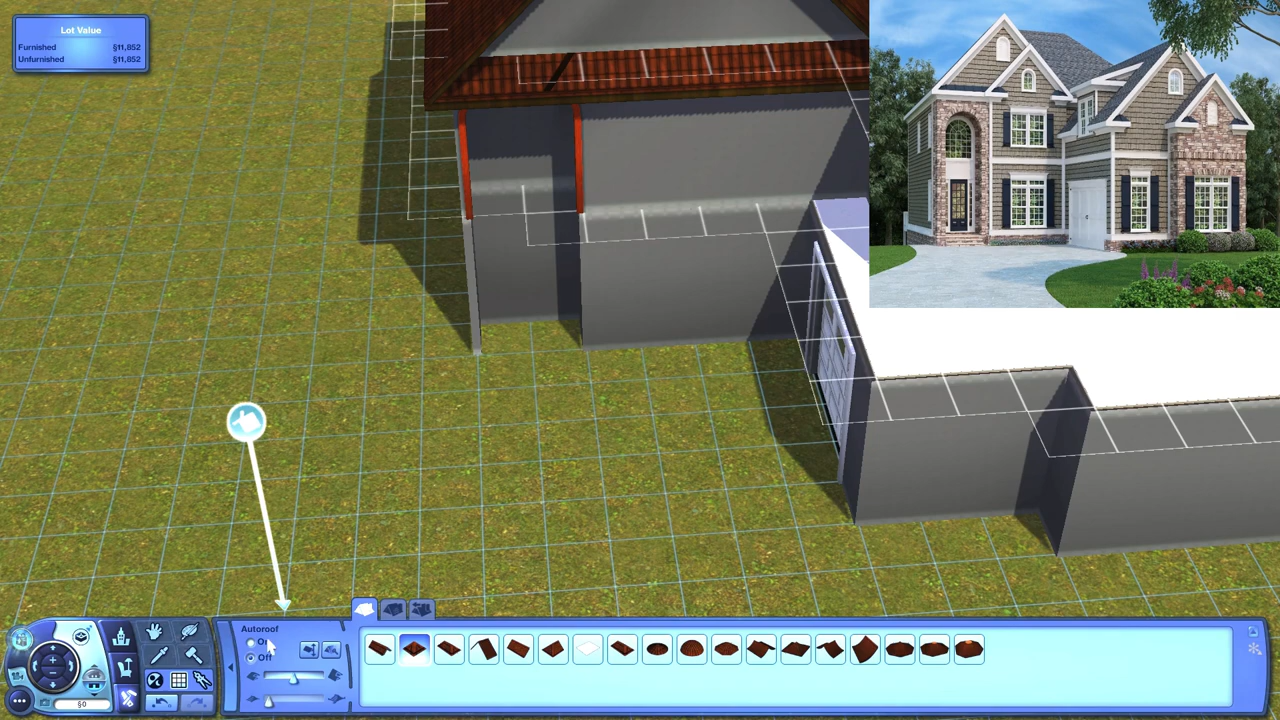 Lot Value
Furnished §11,852
Unfurnished §11,852
Autoroof
Off
§0